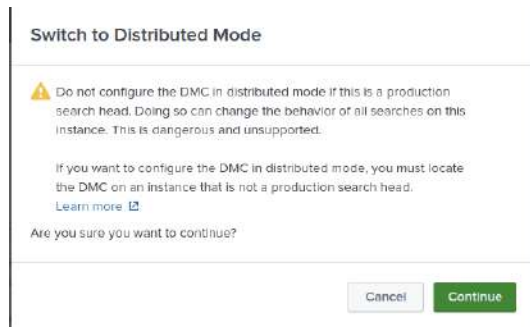 Switch to Distributed Mode
Do not configure the DMC in distributed mode if this is a production
search head. Doing so can change the behavior of all searches on this
instance. This is dangerous and unsupported.
If you want to configure the DMC in distributed mode, you must locate
the DMC on an instance that is not a production search head.
Learn more
Are you sure you want to continue?
Cancel
Continue